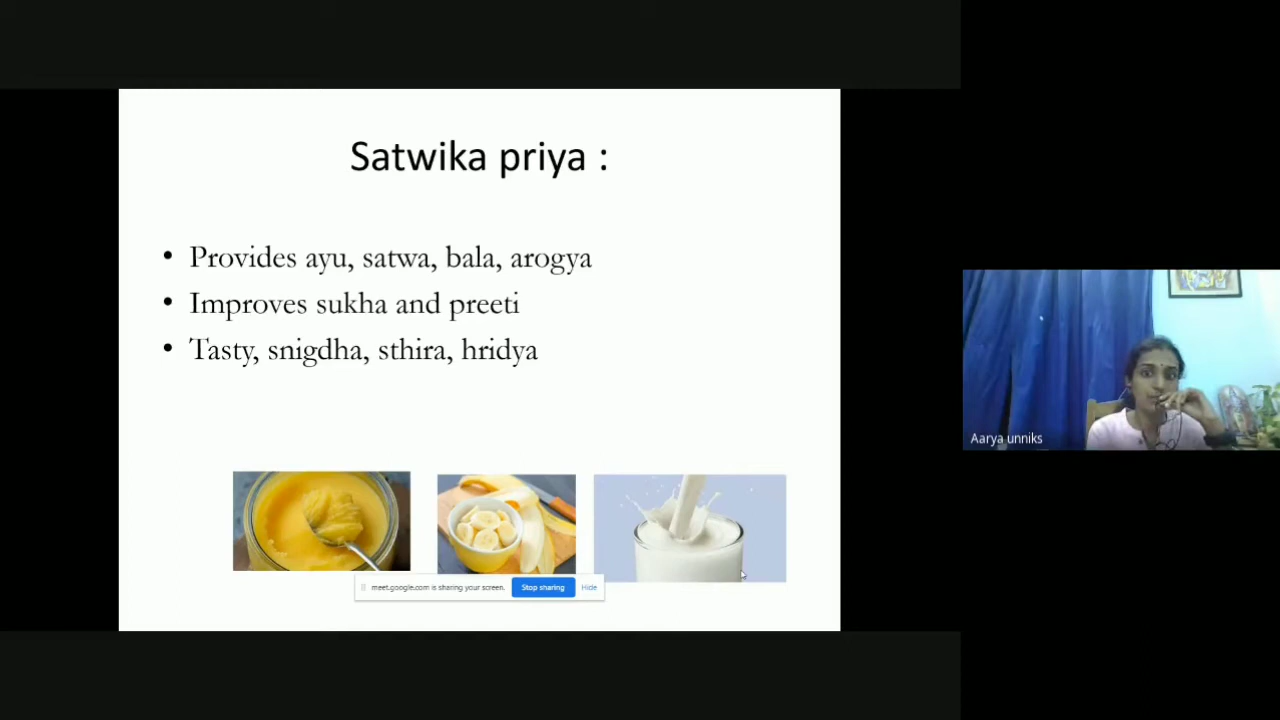 Satwika priya :
• Provides ayu, satwa, bala, arogya
• Improves sukha and preeti
• Tasty, snigdha, sthira, hridya
meet.google.com is sharing your screen. Stop sharing Hide
Aarya unniks